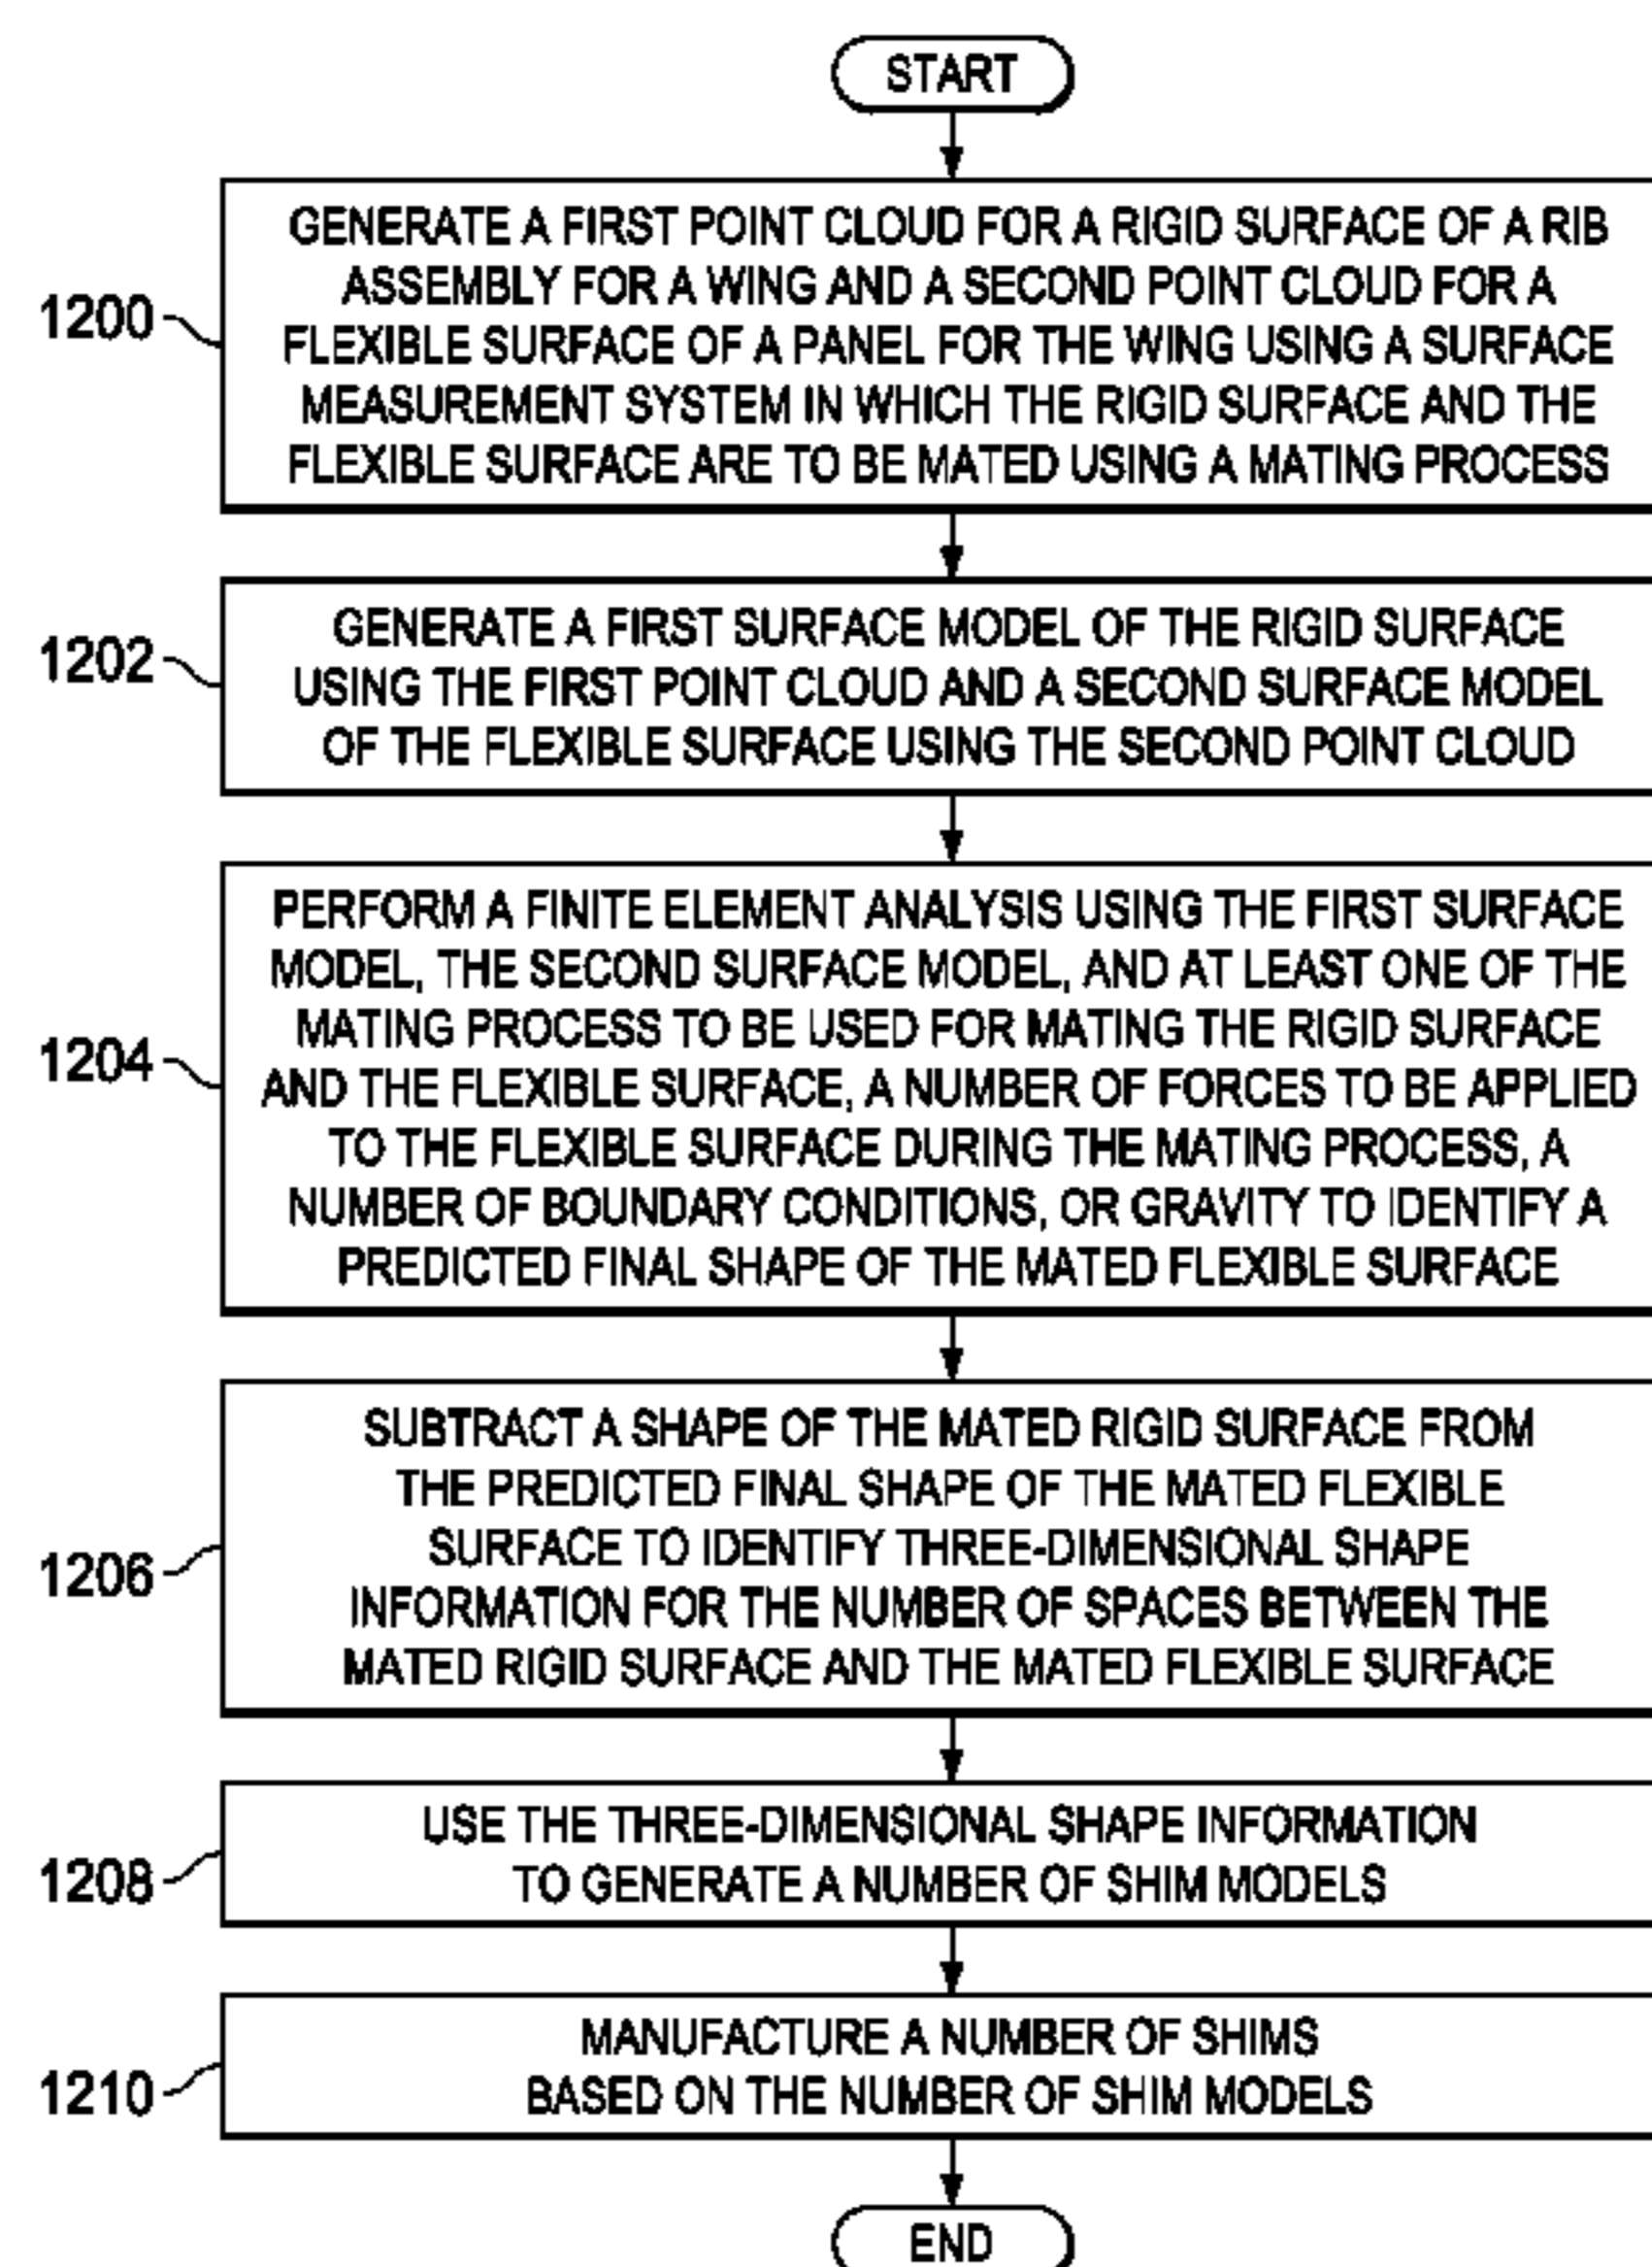 START
GENERATE A FIRST POINT CLOUD FOR A RIGID SURFACE OF A RIB
ASSEMBLY FOR A WING AND A SECOND POINT CLOUD FOR A
1200
FLEXIBLE SURFACE OF A PANEL FOR THE WING USING A SURFACE
MEASUREMENT SYSTEM IN WHICH THE RIGID SURFACE AND THE
FLEXIBLE SURFACE ARE TO BE MATED USING A MATING PROCESS
GENERATE A FIRST SURFACE MODEL OF THE RIGID SURFACE
1202
USING THE FIRST POINT CLOUD AND A SECOND SURFACE MODEL
OF THE FLEXIBLE SURFACE USING THE SECOND POINT CLOUD
PERFORM A FINITE ELEMENT ANALYSIS USING THE FIRST SURFACE
MODEL, THE SECOND SURFACE MODEL, AND AT LEAST ONE OF THE
MATING PROCESS TO BE USED FOR MATING THE RIGID SURFACE
1204
AND THE FLEXIBLE SURFACE, A NUMBER OF FORCES TO BE APPLIED
TO THE FLEXIBLE SURFACE DURING THE MATING PROCESS, A
NUMBER OF BOUNDARY CONDITIONS, OR GRAVITY TO IDENTIFY A
PREDICTED FINAL SHAPE OF THE MATED FLEXIBLE SURFACE
SUBTRACT A SHAPE OF THE MATED RIGID SURFACE FROM
THE PREDICTED FINAL SHAPE OF THE MATED FLEXIBLE
SURFACE TO IDENTIFY THREE-DIMENSIONAL SHAPE
1206
INFORMATION FOR THE NUMBER OF SPACES BETWEEN THE
MATED RIGID SURFACE AND THE MATED FLEXIBLE SURFACE
USE THE THREE-DIMENSIONAL SHAPE INFORMATION
1208
TO GENERATE A NUMBER OF SHIM MODELS
MANUFACTURE A NUMBER OF SHIMS
1210
BASED ON THE NUMBER OF SHIM MODELS
END